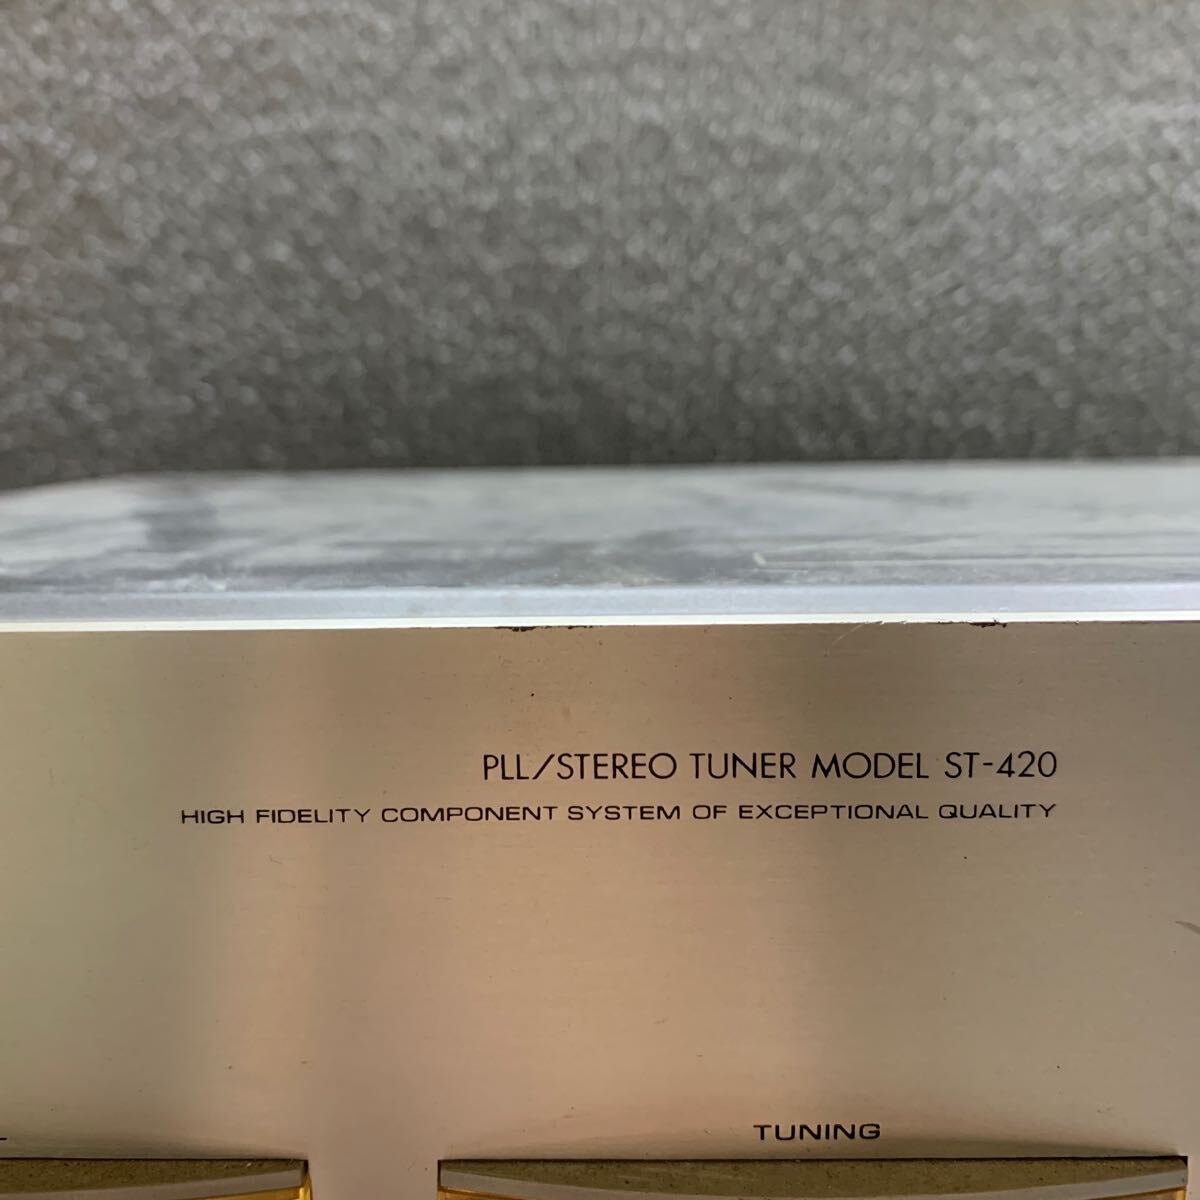 PLL/STEREO TUNER MODEL ST-420
HIGH FIDELITY COMPONENT SYSTEM OF EXCEPTIONAL QUALITY
TUNING